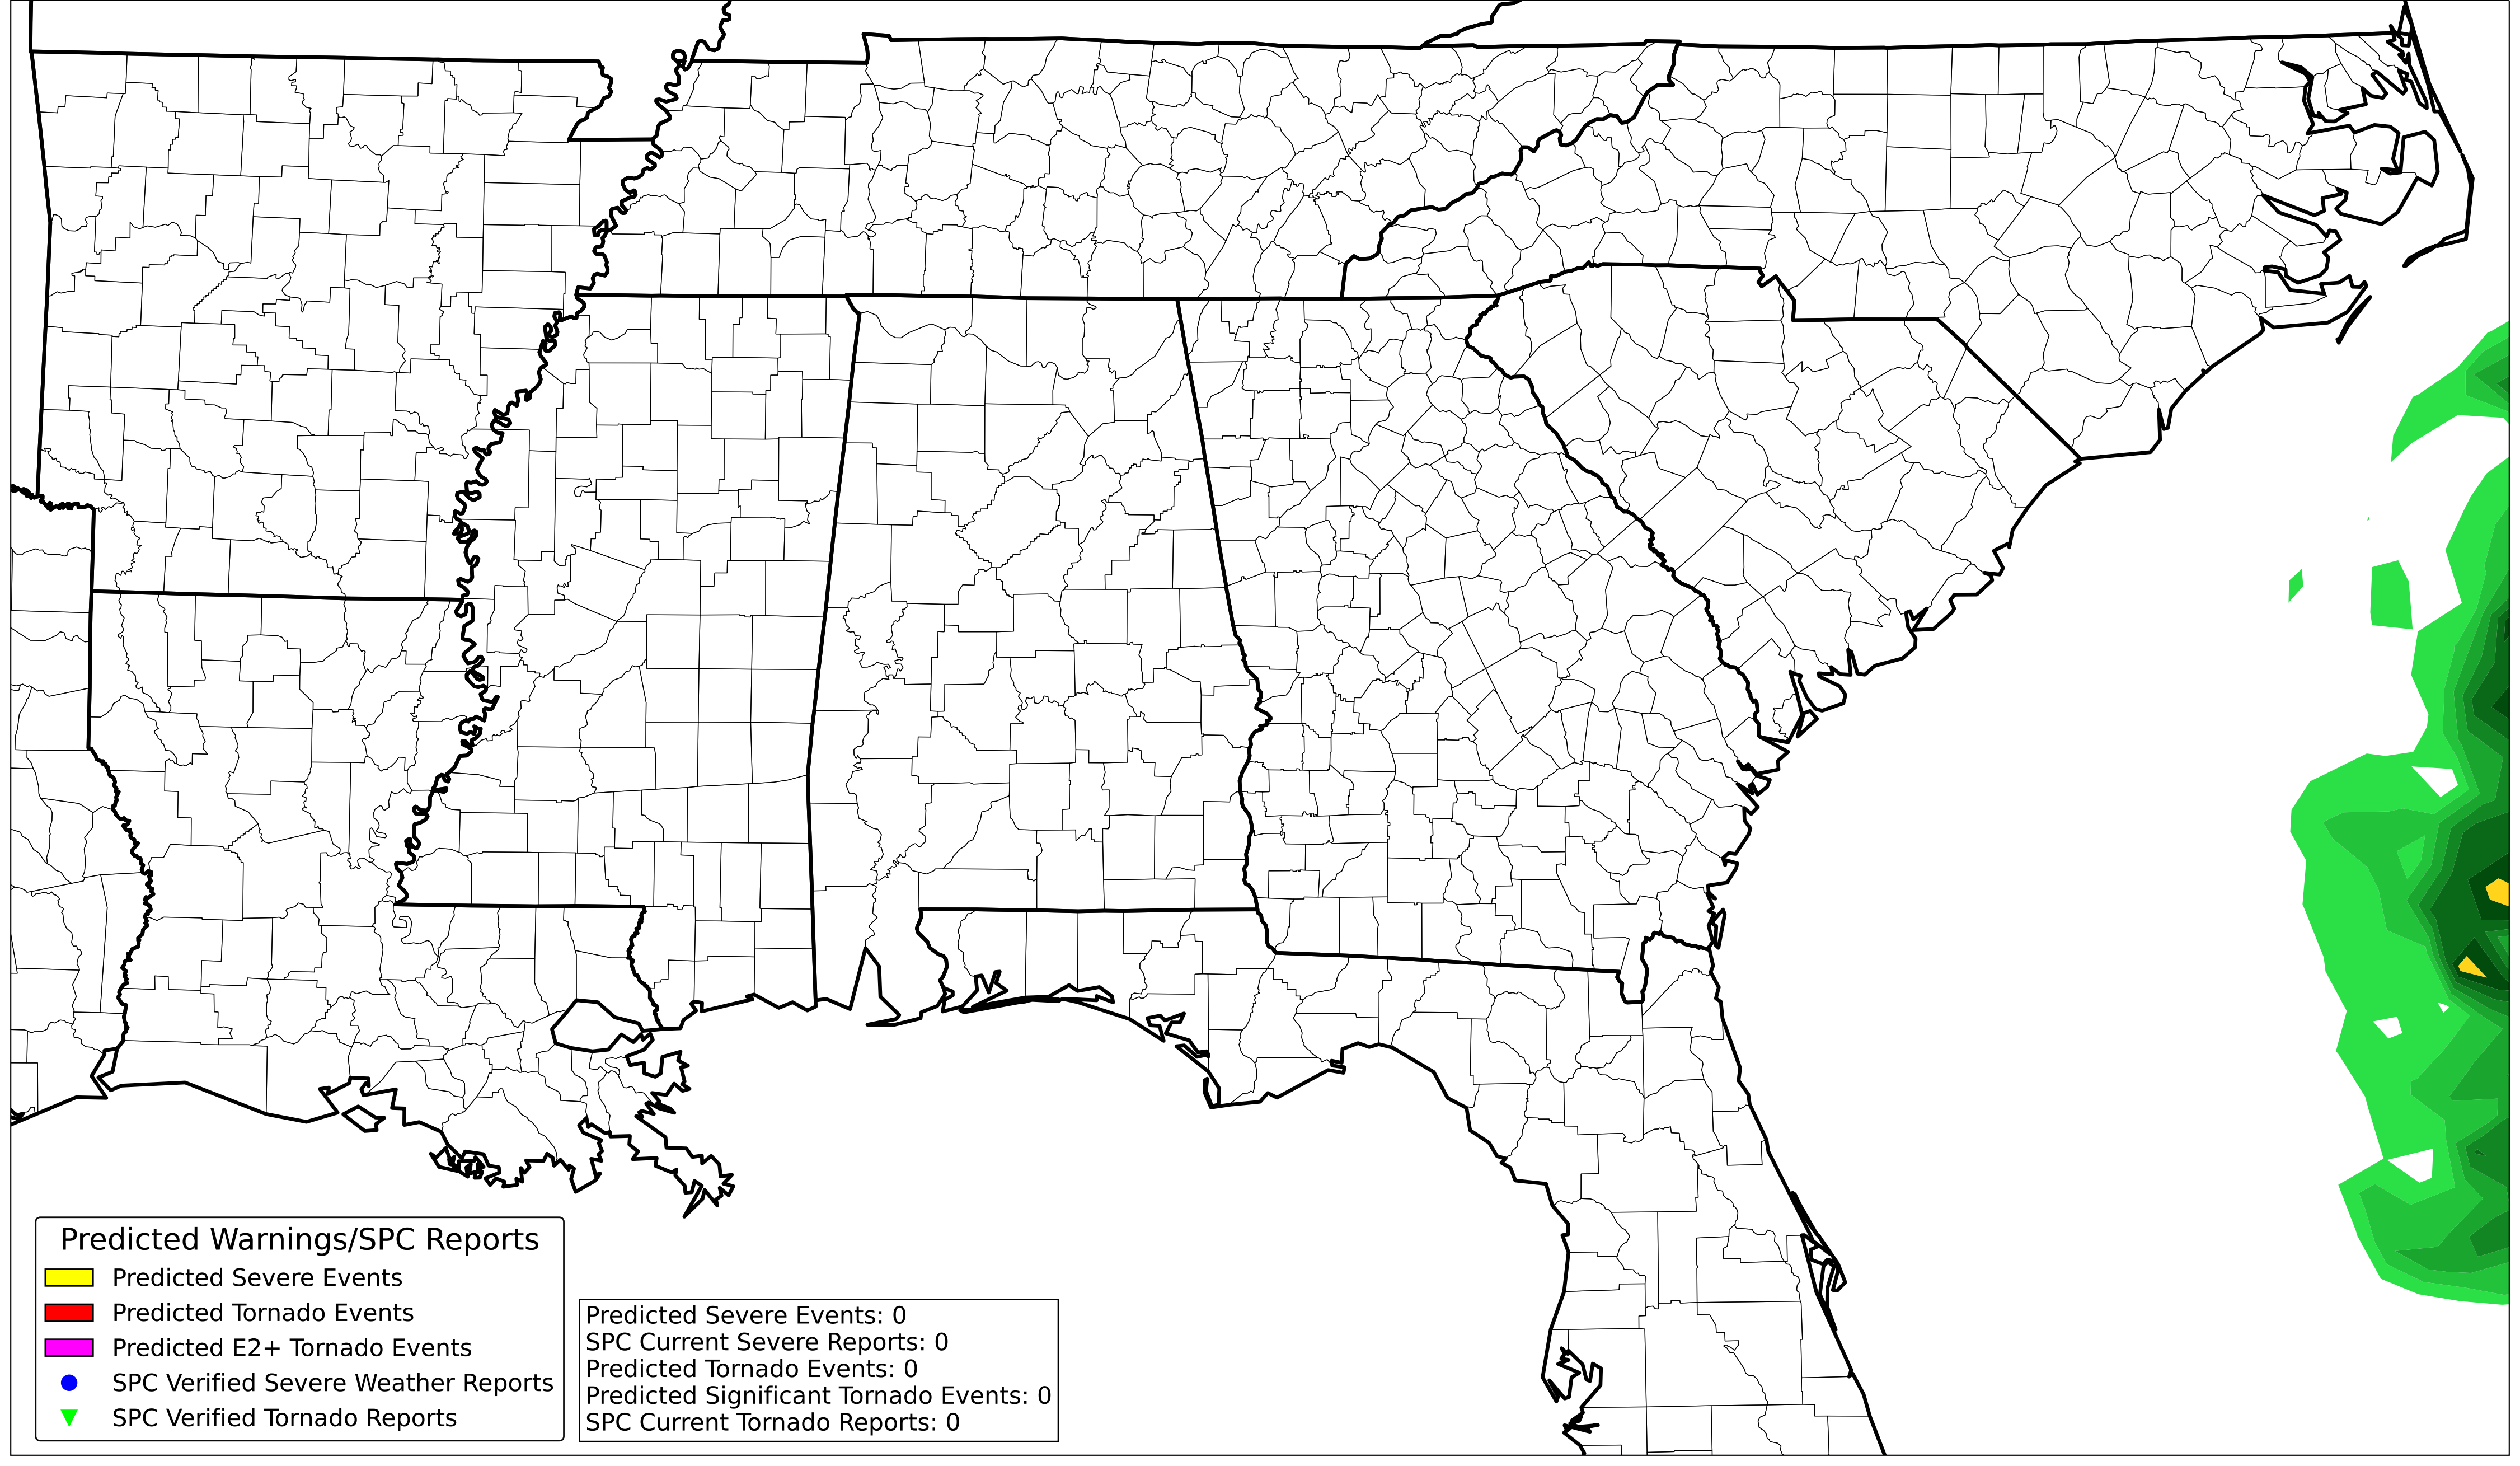 Predicted Warnings/SPC Reports
Predicted Severe Events
Predicted Tornado Events
Predicted E2+ Tornado Events
SPC Verified Severe Weather Reports
SPC Verified Tornado Reports
Predicted Severe Events: 0
SPC Current Severe Reports: 0
Predicted Tornado Events: 0
Predicted Significant Tornado Events: 0
SPC Current Tornado Reports: 0